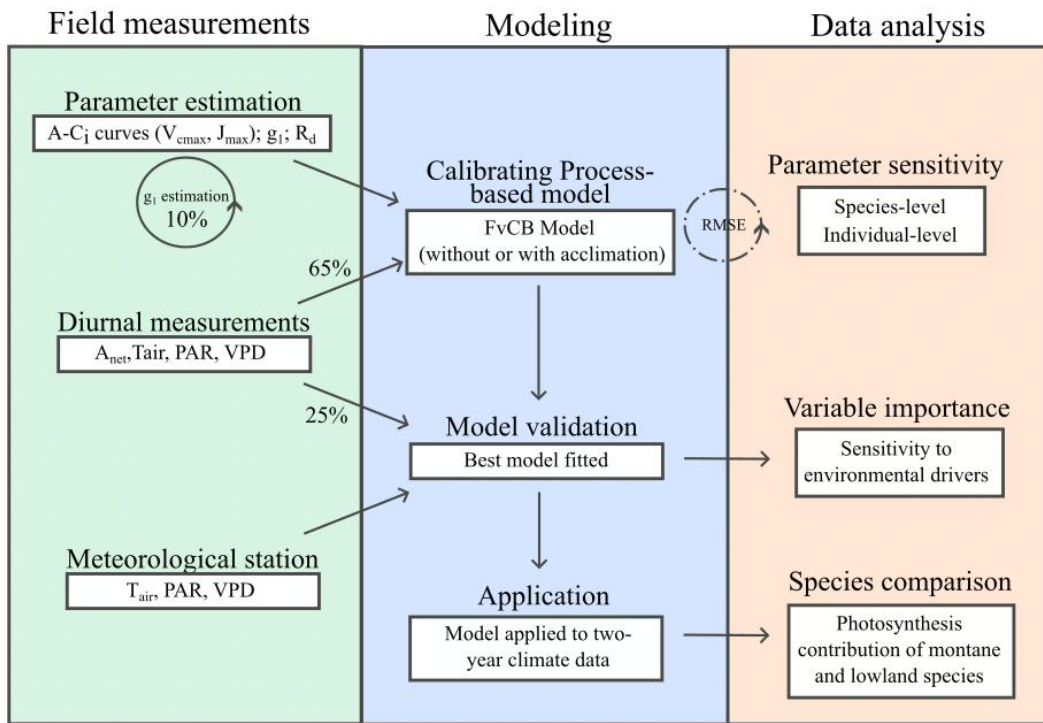 Field measurements
Modeling
Data analysis
Parameter estimation
A-Ci curves (Vcmax, Jmax); g1; Rd
g1 estimation
10%
65%
Diurnal measurements
Anet,Tair, PAR, VPD
25%
Meteorological station
Tair, PAR, VPD
Calibrating Process-
based model
FvCB Model
(without or with acclimation)
RMSE
Model validation
Best model fitted
Application
Model applied to two-
year climate data
Parameter sensitivity
Species-level
Individual-level
Variable importance
Sensitivity to
environmental drivers
Species comparison
Photosynthesis
contribution of montane
and lowland species